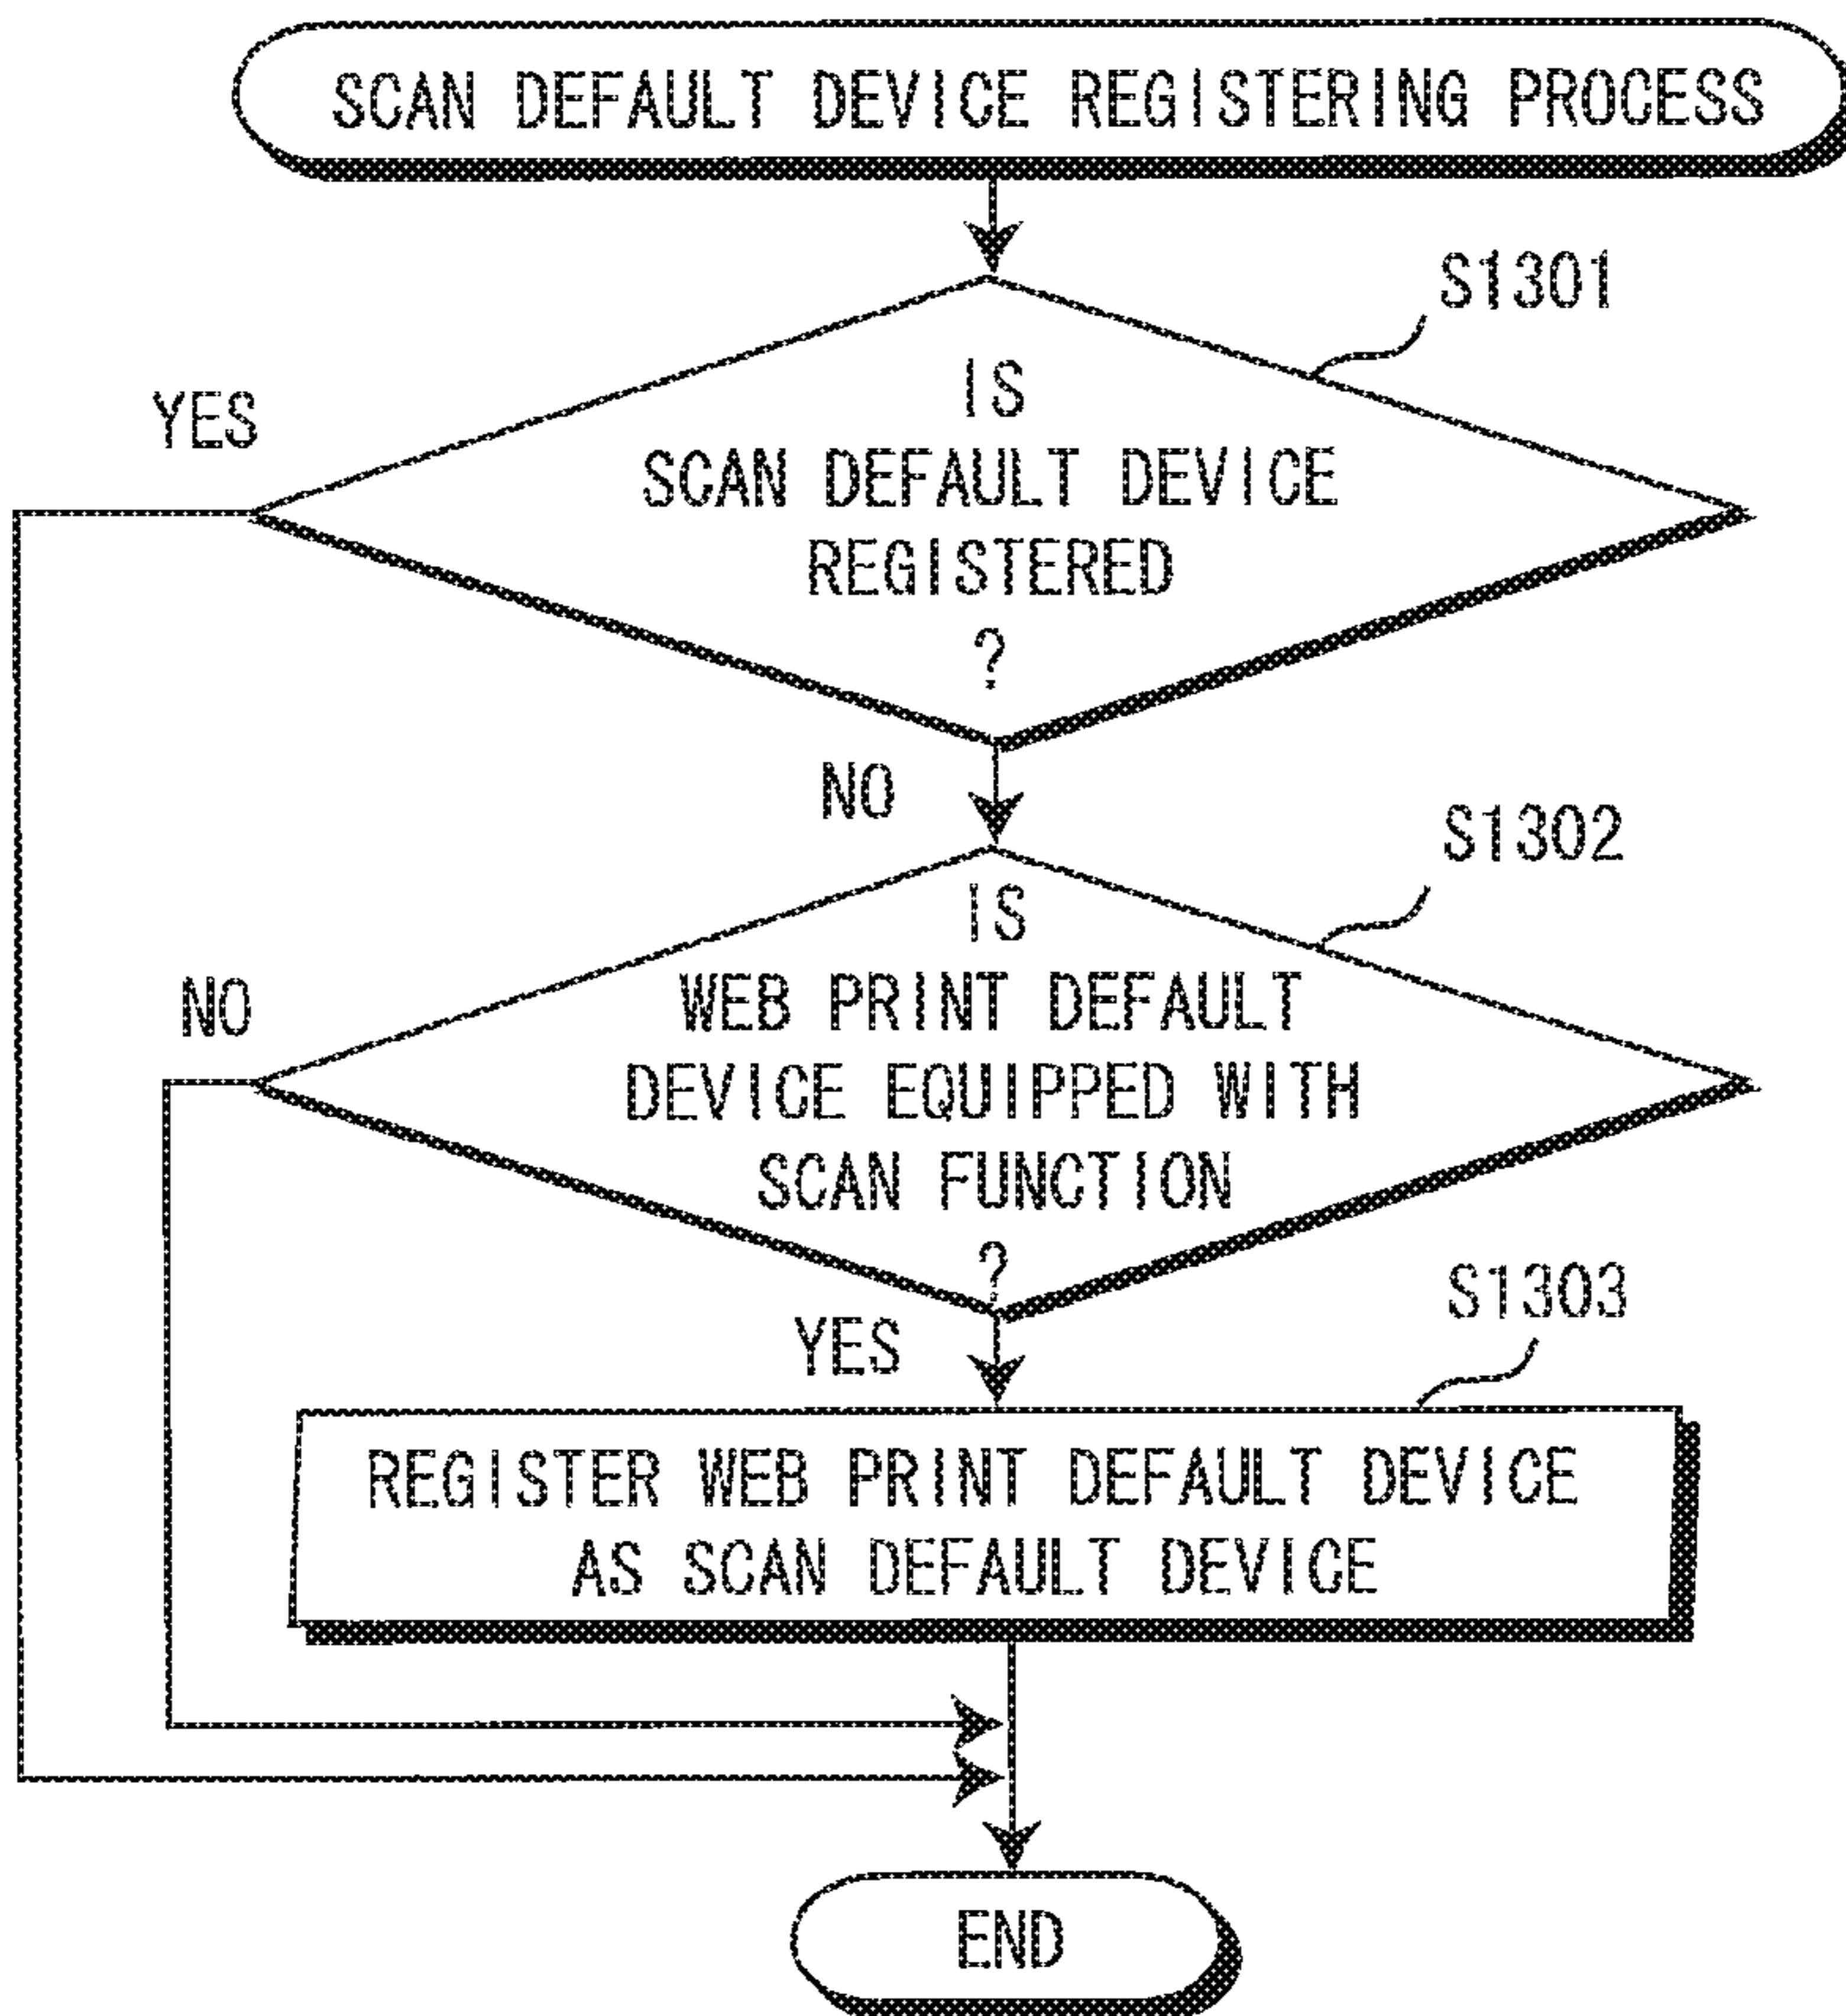 SCAN DEFAULT DEVICE REGISTERING PROCESS
S1301
IS
YES
SCAN DEFAULT DEVICE
REGISTERED
?
NO
S1302
IS
WEB PRINT DEFAULT
NO
DEVICE EQUIPPED WITH
SCAN FUNCTION
?
S1303
YES
REGISTER WEB PRINT DEFAULT DEVICE
AS SCAN DEFAULT DEVICE
END